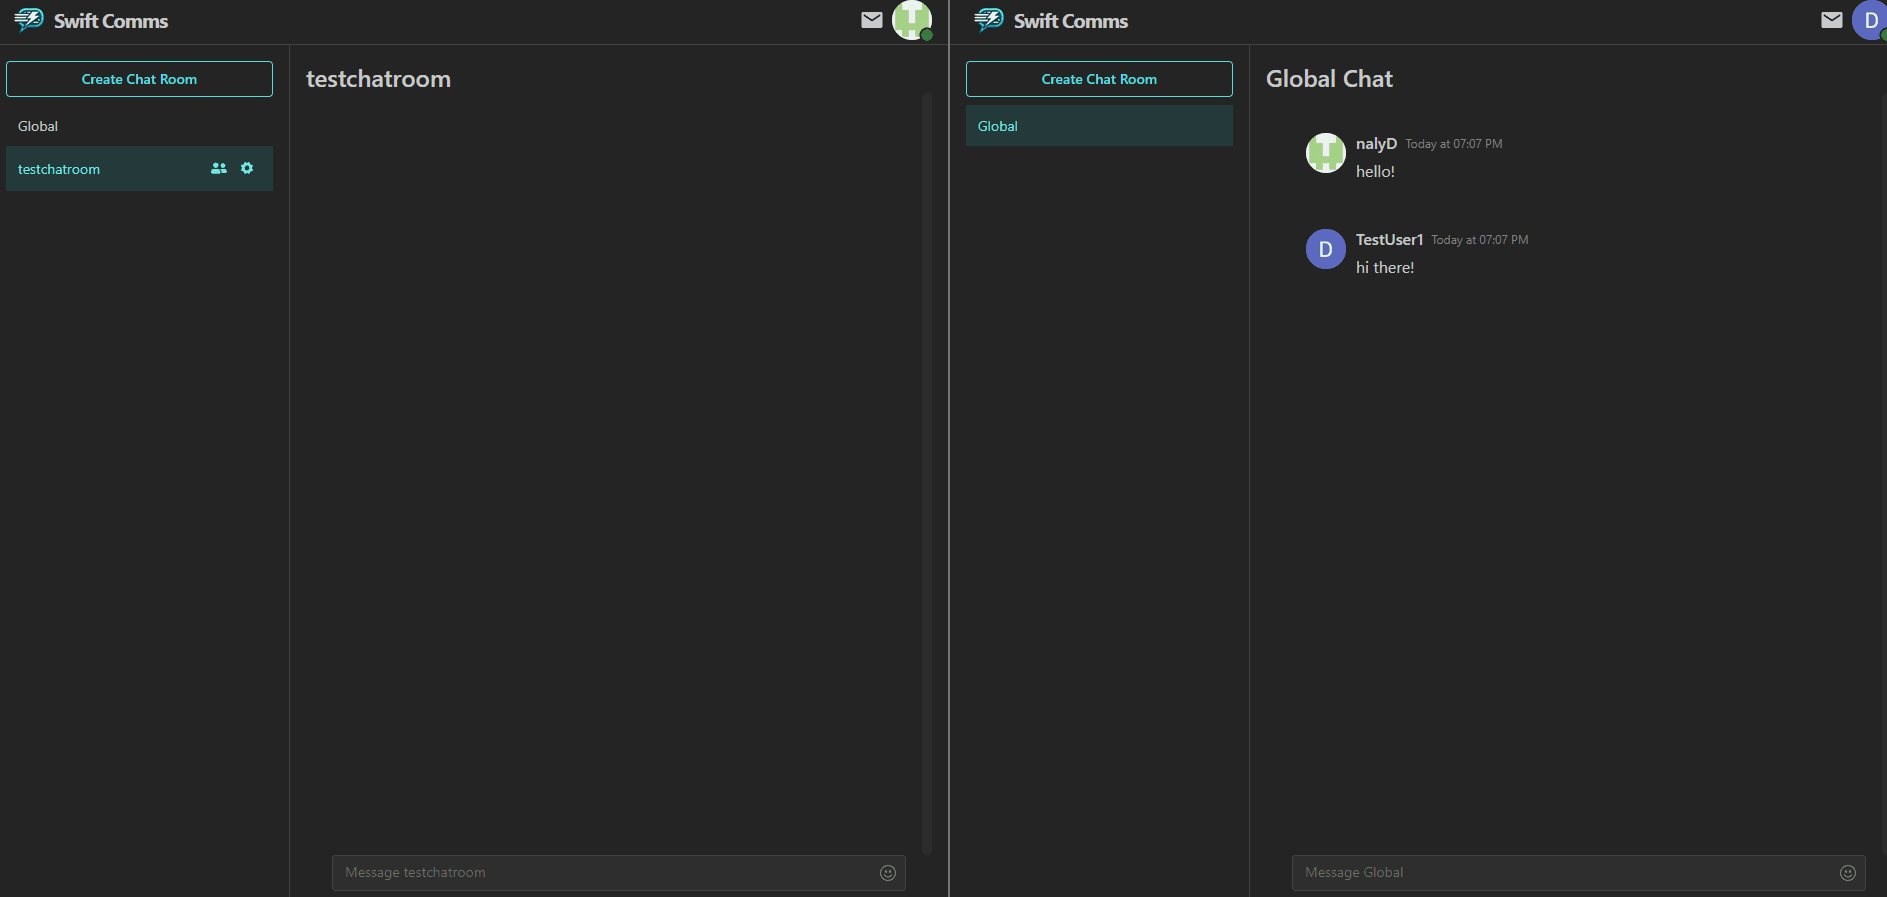 Swift Comms
Create Chat Room
Global
testchatroom
testchatroom
Message testchatroom
Swift Comms
D
Create Chat Room
Global
Global Chat
nalyD Today at 07:07 PM
hello!
D
TestUser1 Today at 07:07 PM
hi there!
Message Global